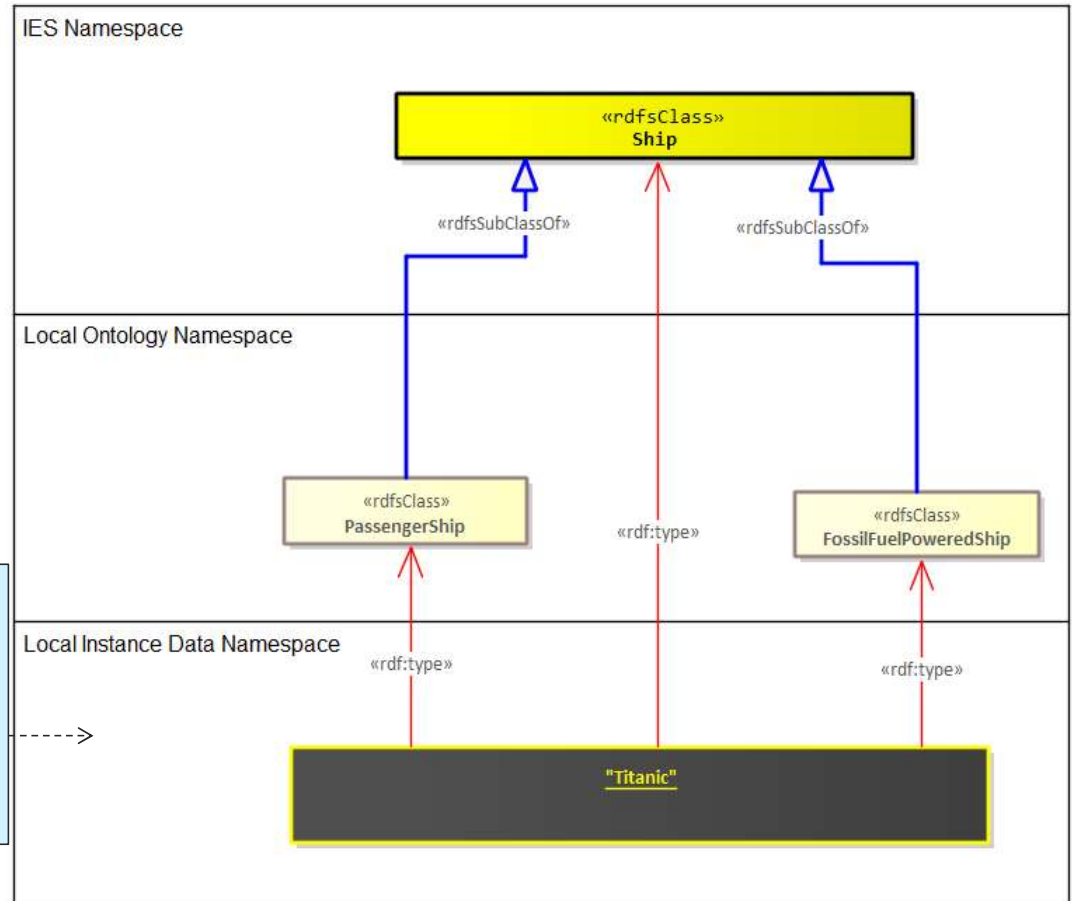 IES Namespace
«rdfsClass»
Ship
«rdfsSubClassOf»
«rdfsSubClassOf»
Local Ontology Namespace
«rdfsClass»
PassengerShip
«rdfsClass»
FossilFuelPoweredShip
«rdf:type»
Local Instance Data Namespace
«rdf:type»
«rdf:type»
"Titanic"